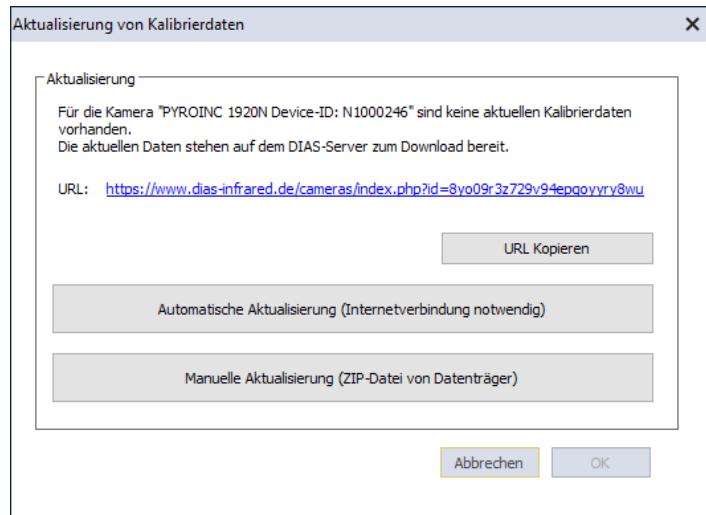 Aktualisierung von Kalibrierdaten
Aktualisierung
Für die Kamera "PYROINC 1920N Device-ID: N1000246" sind keine aktuellen Kalibrierdaten
vorhanden.
Die aktuellen Daten stehen auf dem DIAS-Server zum Download bereit.
URL: https://www.dias-infrared.de/cameras/index.php?id=8yo09r3z729v94epqoyyry8wu
URL Kopieren
Automatische Aktualisierung (Internetverbindung notwendig)
Manuelle Aktualisierung (ZIP-Datei von Datenträger)
Abbrechen OK